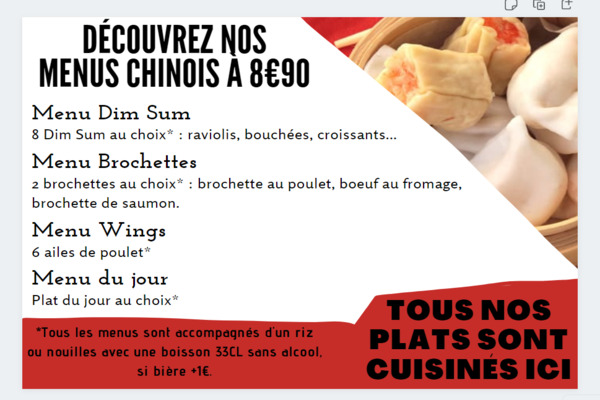 DÉCOUVREZ NOS
MENUS CHINOIS À 8€90
Menu Dim Sum
8 Dim Sum au choix* : raviolis, bouchées, croissants...
Menu Brochettes
2 brochettes au choix* : brochette au poulet, boeuf au fromage,
brochette de saumon.
Menu Wings
6 ailes de poulet*
Menu du jour
Plat du jour au choix*
*Tous les menus sont accompagnés d'un riz
ou nouilles avec une boisson 33CL sans alcool,
si bière +1€.
TOUS NOS
PLATS SONT
CUISINÉS ICI